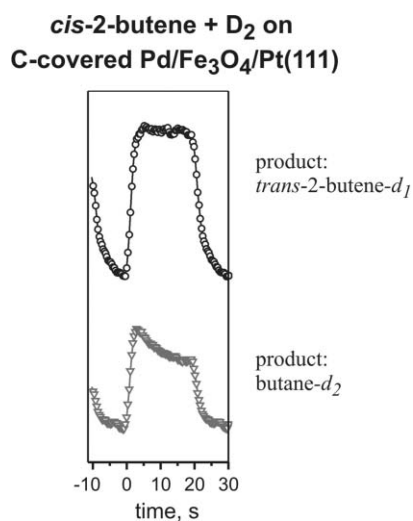 cis-2-butene + D₂ on
C-covered Pd/Fe₃O₄/Pt(111)
product:
trans-2-butene-d₁
product:
butane-d₂
-10 0 10 20 30
time, s